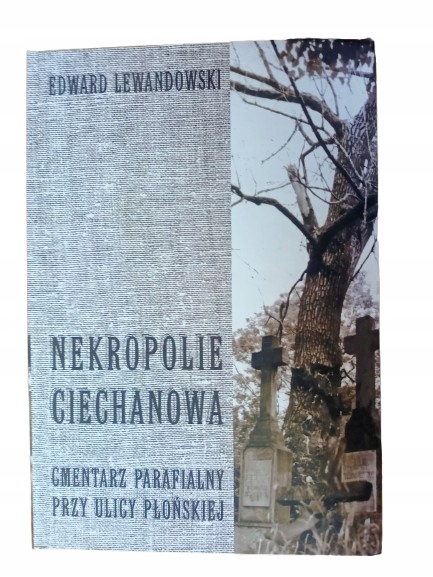 EDWARD LEWANDOWSKI
NEKROPOLIE
CIECHANOWA
CMENTARZ PARAFIALNY
PRZY ULICY PŁOŃSKIEJ